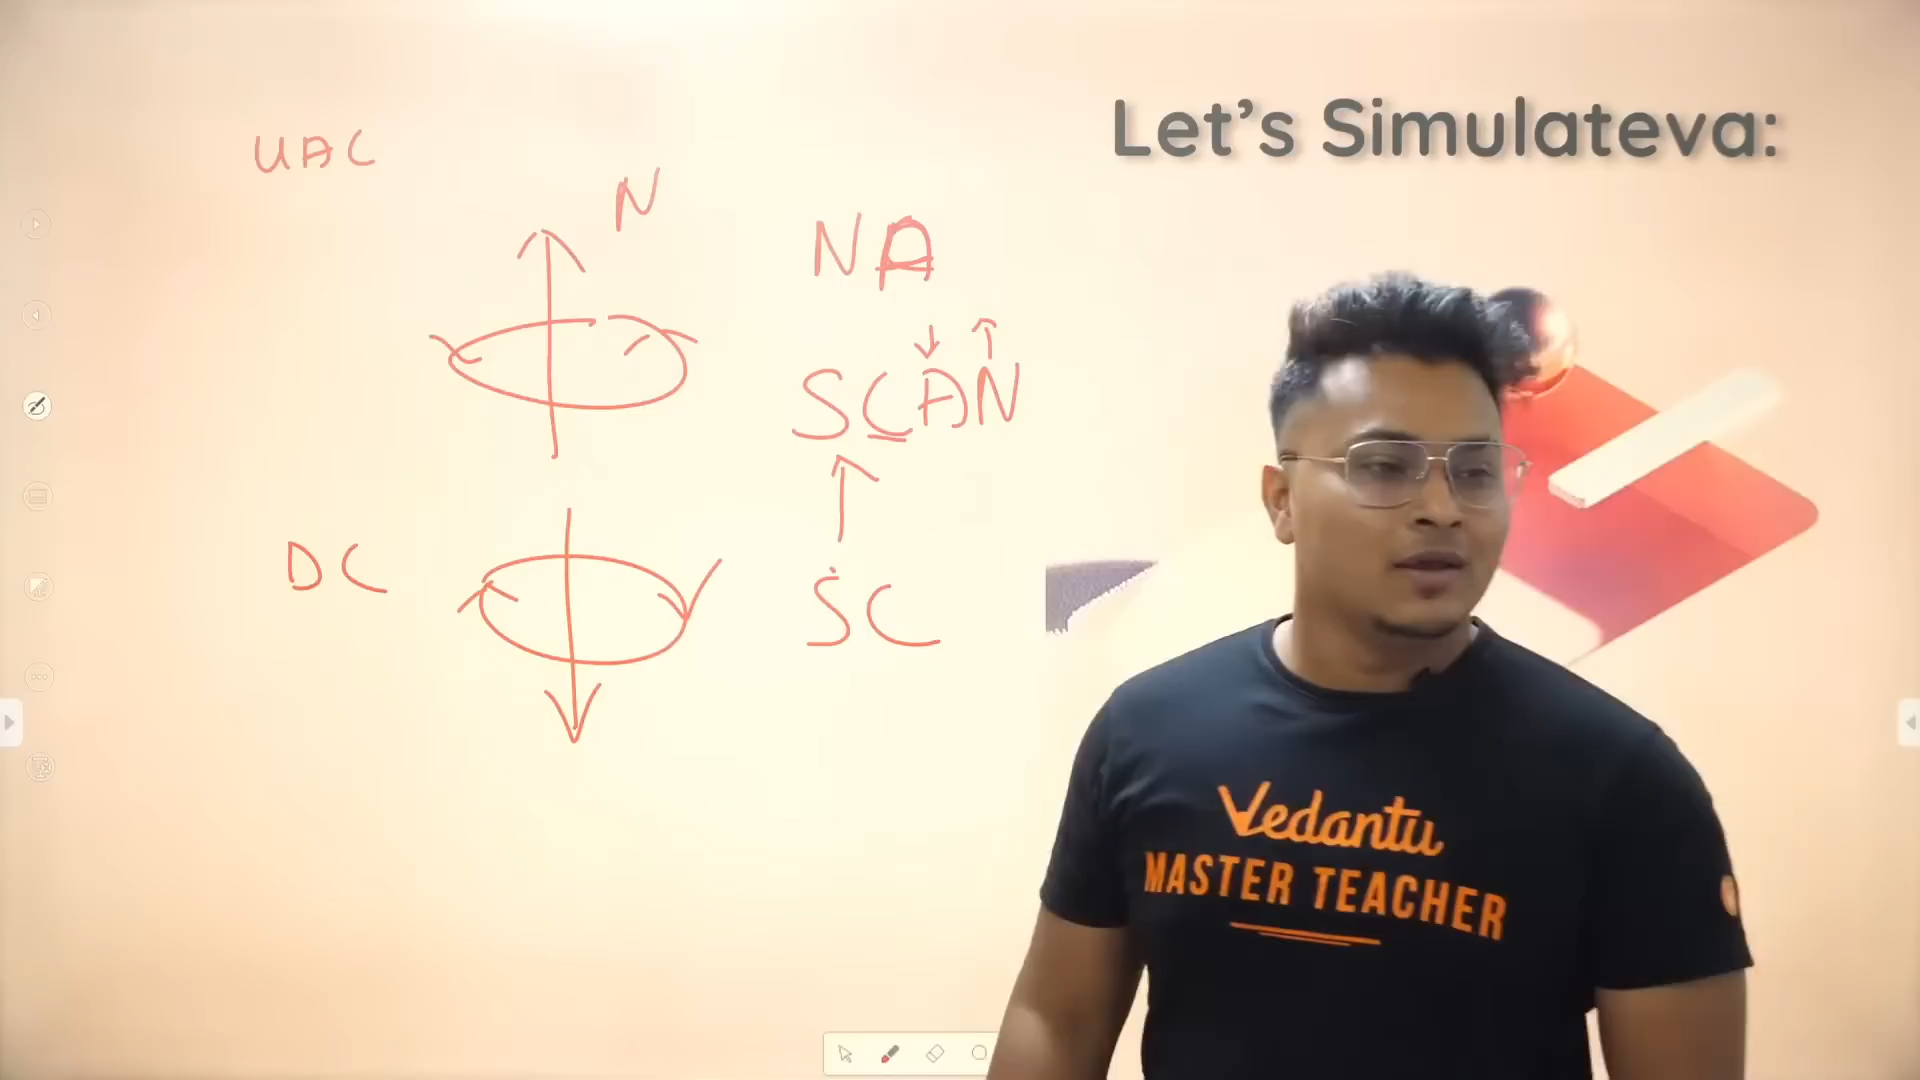 Let's Simulateva:
UAC
N
NA
SCAN
DC
SC
Vedantu
MASTER TEACHER